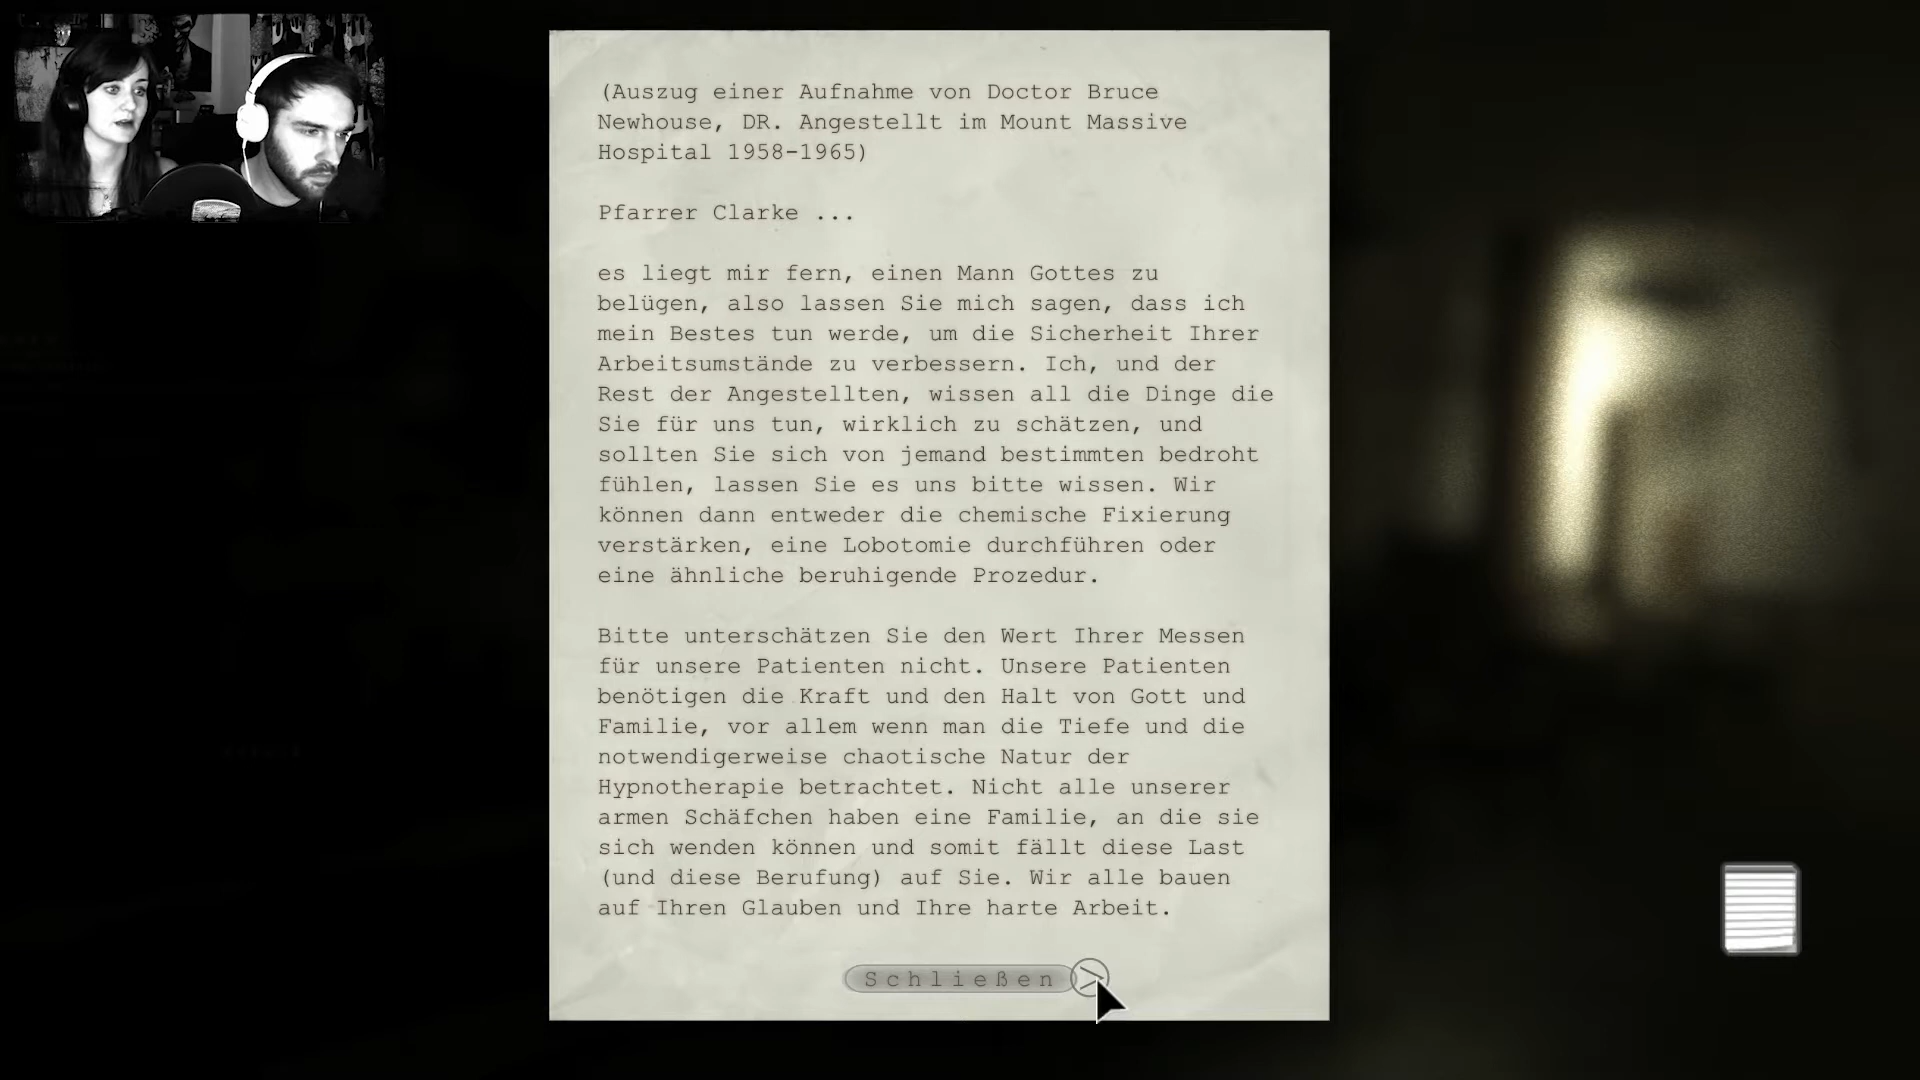 (Auszug einer Aufnahme von Doctor Bruce
Newhouse, DR. Angestellt im Mount Massive
Hospital 1958-1965)
Pfarrer Clarke ...
es liegt mir fern, einen Mann Gottes zu
belügen, also lassen Sie mich sagen, dass ich
mein Bestes tun werde, um die Sicherheit Ihrer
Arbeitsumstände zu verbessern. Ich, und der
Rest der Angestellten, wissen all die Dinge die
Sie für uns tun, wirklich zu schätzen, und
sollten Sie sich von jemand bestimmten bedroht
fühlen, lassen Sie es uns bitte wissen. Wir
können dann entweder die chemische Fixierung
verstärken, eine Lobotomie durchführen oder
eine ähnliche beruhigende Prozedur.
Bitte unterschätzen Sie den Wert Ihrer Messen
für unsere Patienten nicht. Unsere Patienten
benötigen die Kraft und den Halt von Gott und
Familie, vor allem wenn man die Tiefe und die
notwendigerweise chaotische Natur der
Hypnotherapie betrachtet. Nicht alle unserer
armen Schäfchen haben eine Familie, an die sie
sich wenden können und somit fällt diese Last
(und diese Berufung) auf Sie. Wir alle bauen
auf Ihren Glauben und Ihre harte Arbeit.
Schließen >